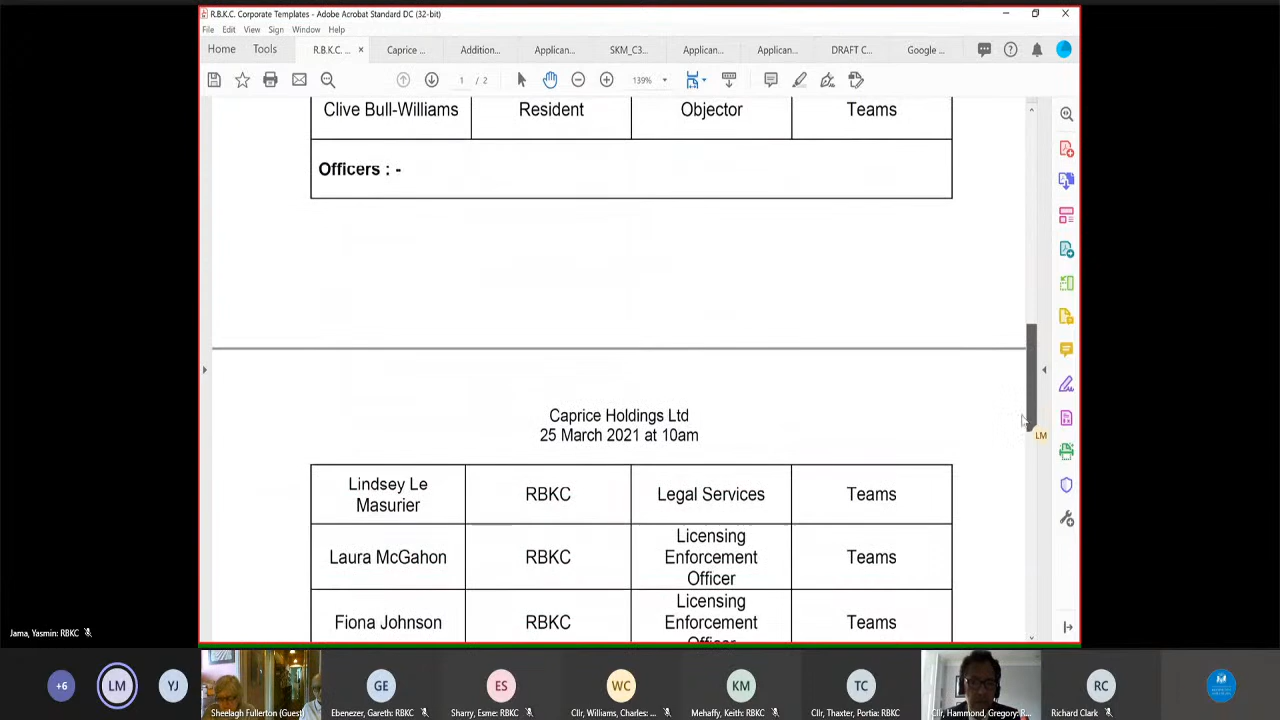 R.B.K.C. Corporate Templates - Adobe Acrobat Standard DC (32-bit)
File Edit View Sign Window Help
Home Tools R.B.K.C. ... × Caprice ... Addition... Applican... SKM_C3... Applican... Applican... DRAFT C... Google ...
1 / 2 139%
Clive Bull-Williams Resident Objector Teams
Officers : -
Caprice Holdings Ltd
25 March 2021 at 10am
LM
Lindsey Le Masurier RBKC Legal Services Teams
Laura McGahon RBKC Licensing Enforcement Officer Teams
Fiona Johnson RBKC Licensing Enforcement Officer Teams
Jama, Yasmin: RBKC
+6 LM YJ GE ES WC KM TC RC
Sheelagh Fullerton (Guest) Ebenezer, Gareth: RBKC Sharry, Esme: RBKC Cllr, Williams, Charles: ... Mehaffy, Keith: RBKC Cllr, Thaxter, Portia: RBKC Cllr, Hammond, Gregory: R... Richard Clark